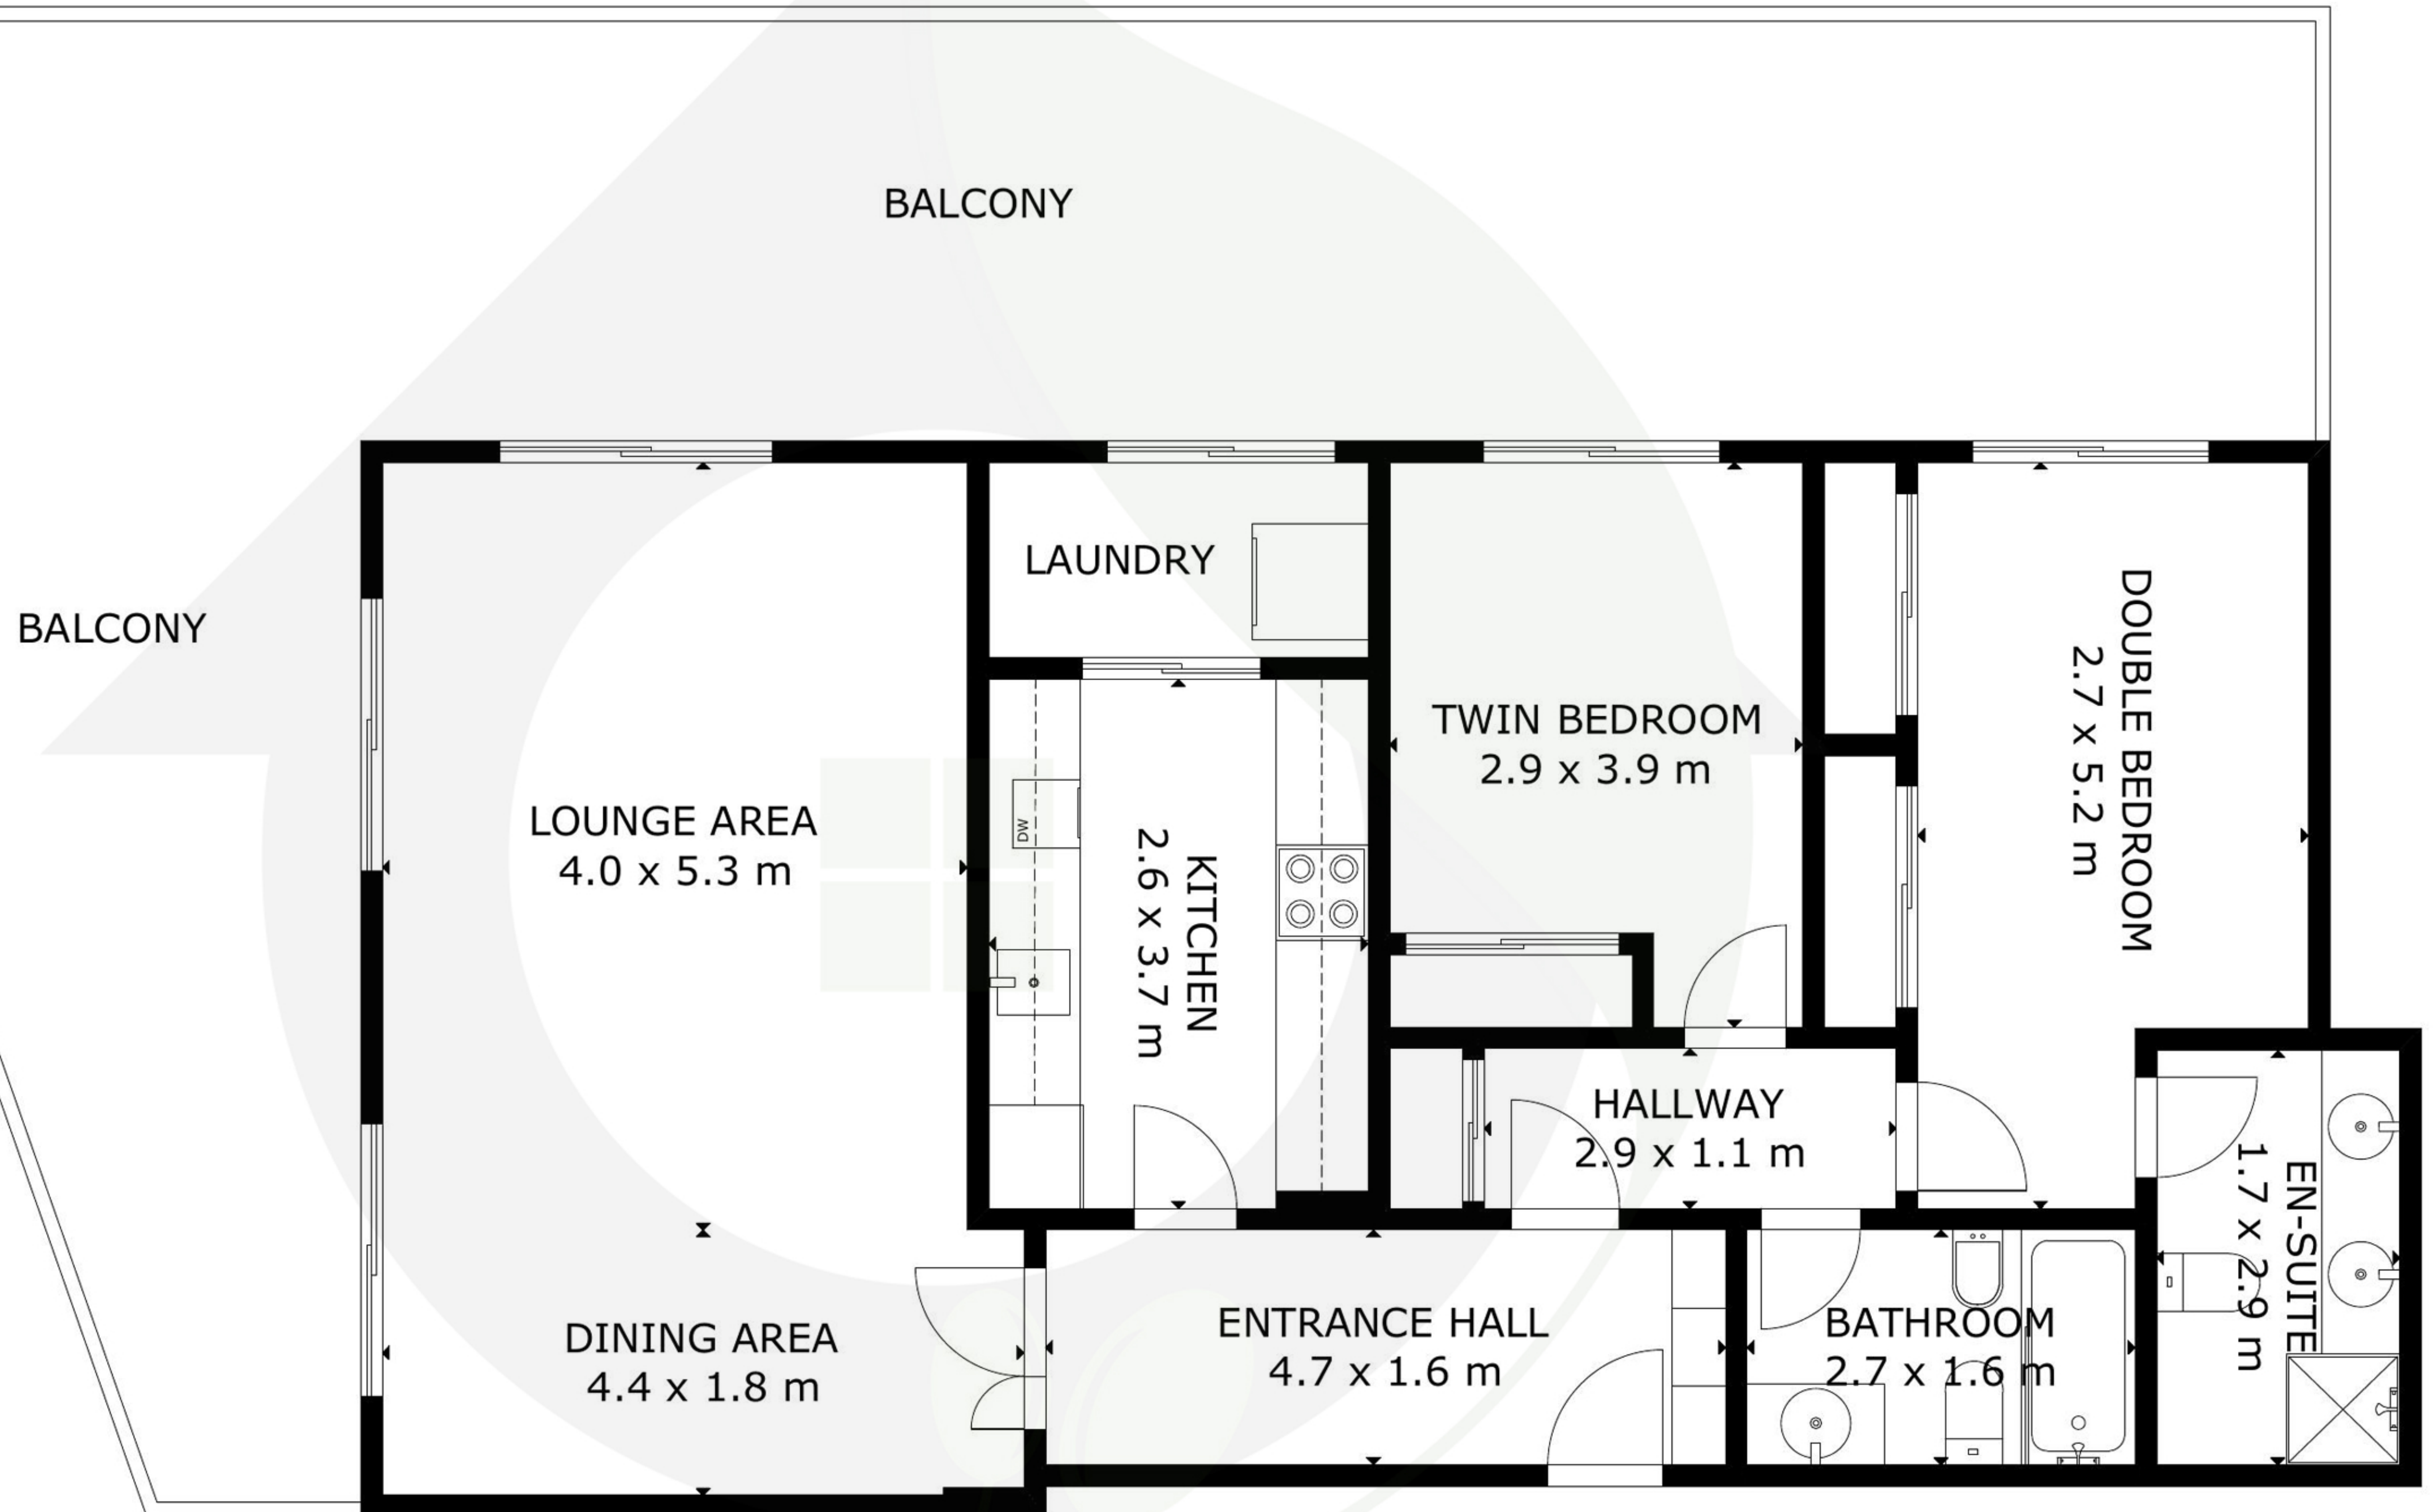 BALCONY
BALCONY
LAUNDRY
LOUNGE AREA
4.0 x 5.3 m
DW
KITCHEN
2.6 x 3.7 m
TWIN BEDROOM
2.9 x 3.9 m
DOUBLE BEDROOM
2.7 x 5.2 m
HALLWAY
2.9 x 1.1 m
EN-SUITE
1.7 x 2.9 m
DINING AREA
4.4 x 1.8 m
ENTRANCE HALL
4.7 x 1.6 m
BATHROOM
2.7 x 1.6 m